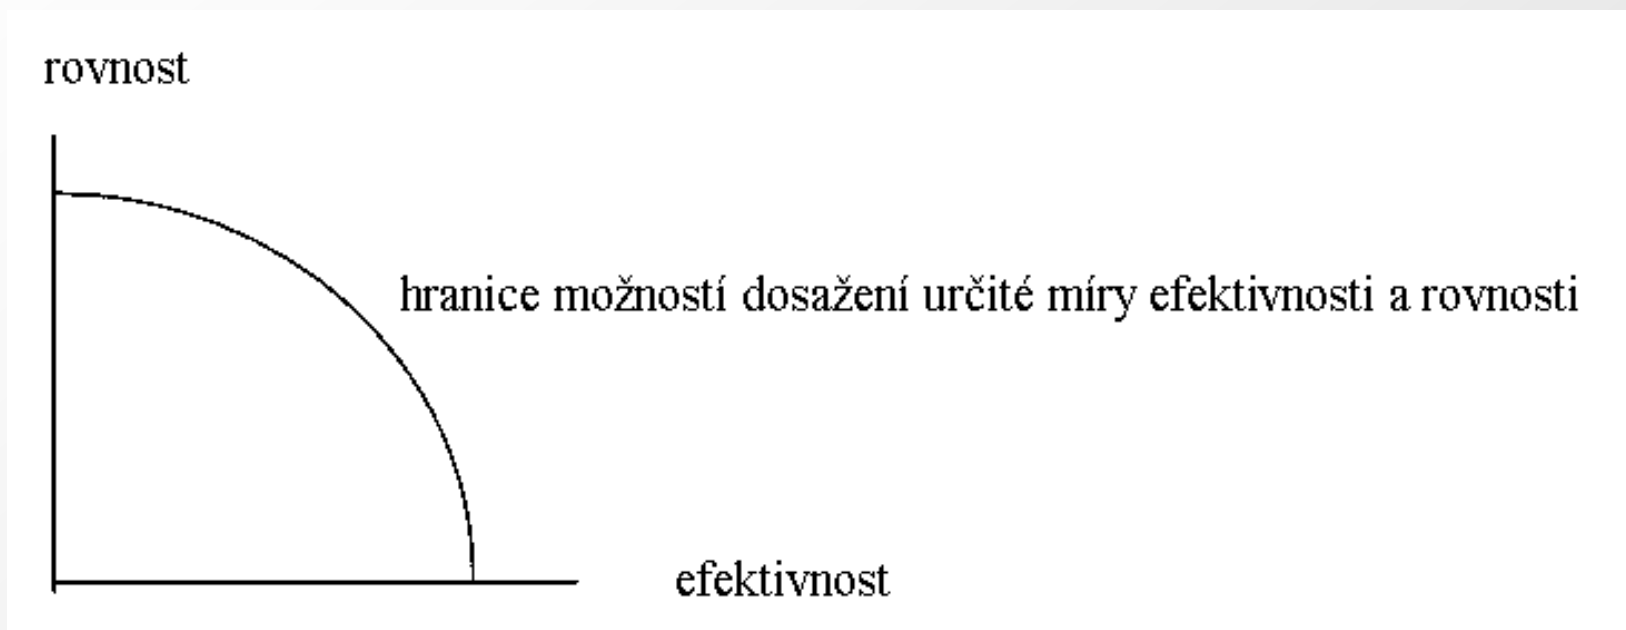 rovnost
hranice možností dosažení určité míry efektivnosti a rovnosti
efektivnost